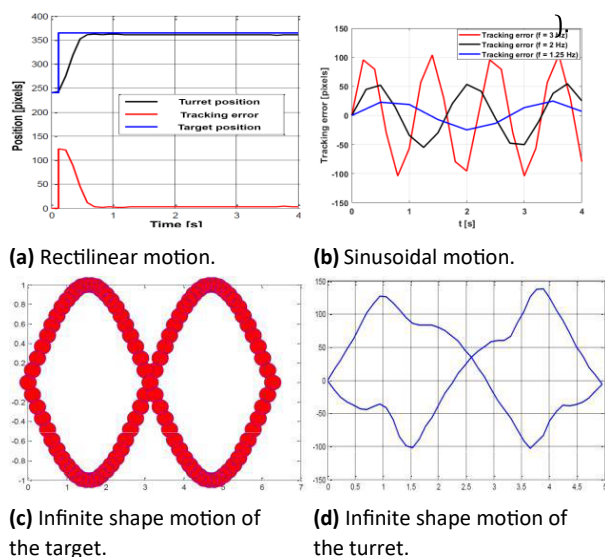 ).
400
350
300
250
200
150
100
50
0
Position [pixels]
Turret position
Tracking error
Target position
0 1 2 3 4
Time [s]
(a) Rectilinear motion.
150
100
50
0
-50
-100
-150
Tracking error [pixels]
Tracking error (f = 3 Hz)
Tracking error (f = 2 Hz)
Tracking error (f = 1.25 Hz)
0 1 2 3 4
t [s]
(b) Sinusoidal motion.
1
0.8
0.6
0.4
0.2
0
-0.2
-0.4
-0.6
-0.8
-1
0 1 2 3 4 5 6 7
(c) Infinite shape motion of
the target.
150
100
50
0
-50
-100
-150
0 0.5 1 1.5 2 2.5 3 3.5 4 4.5 5
(d) Infinite shape motion of
the turret.